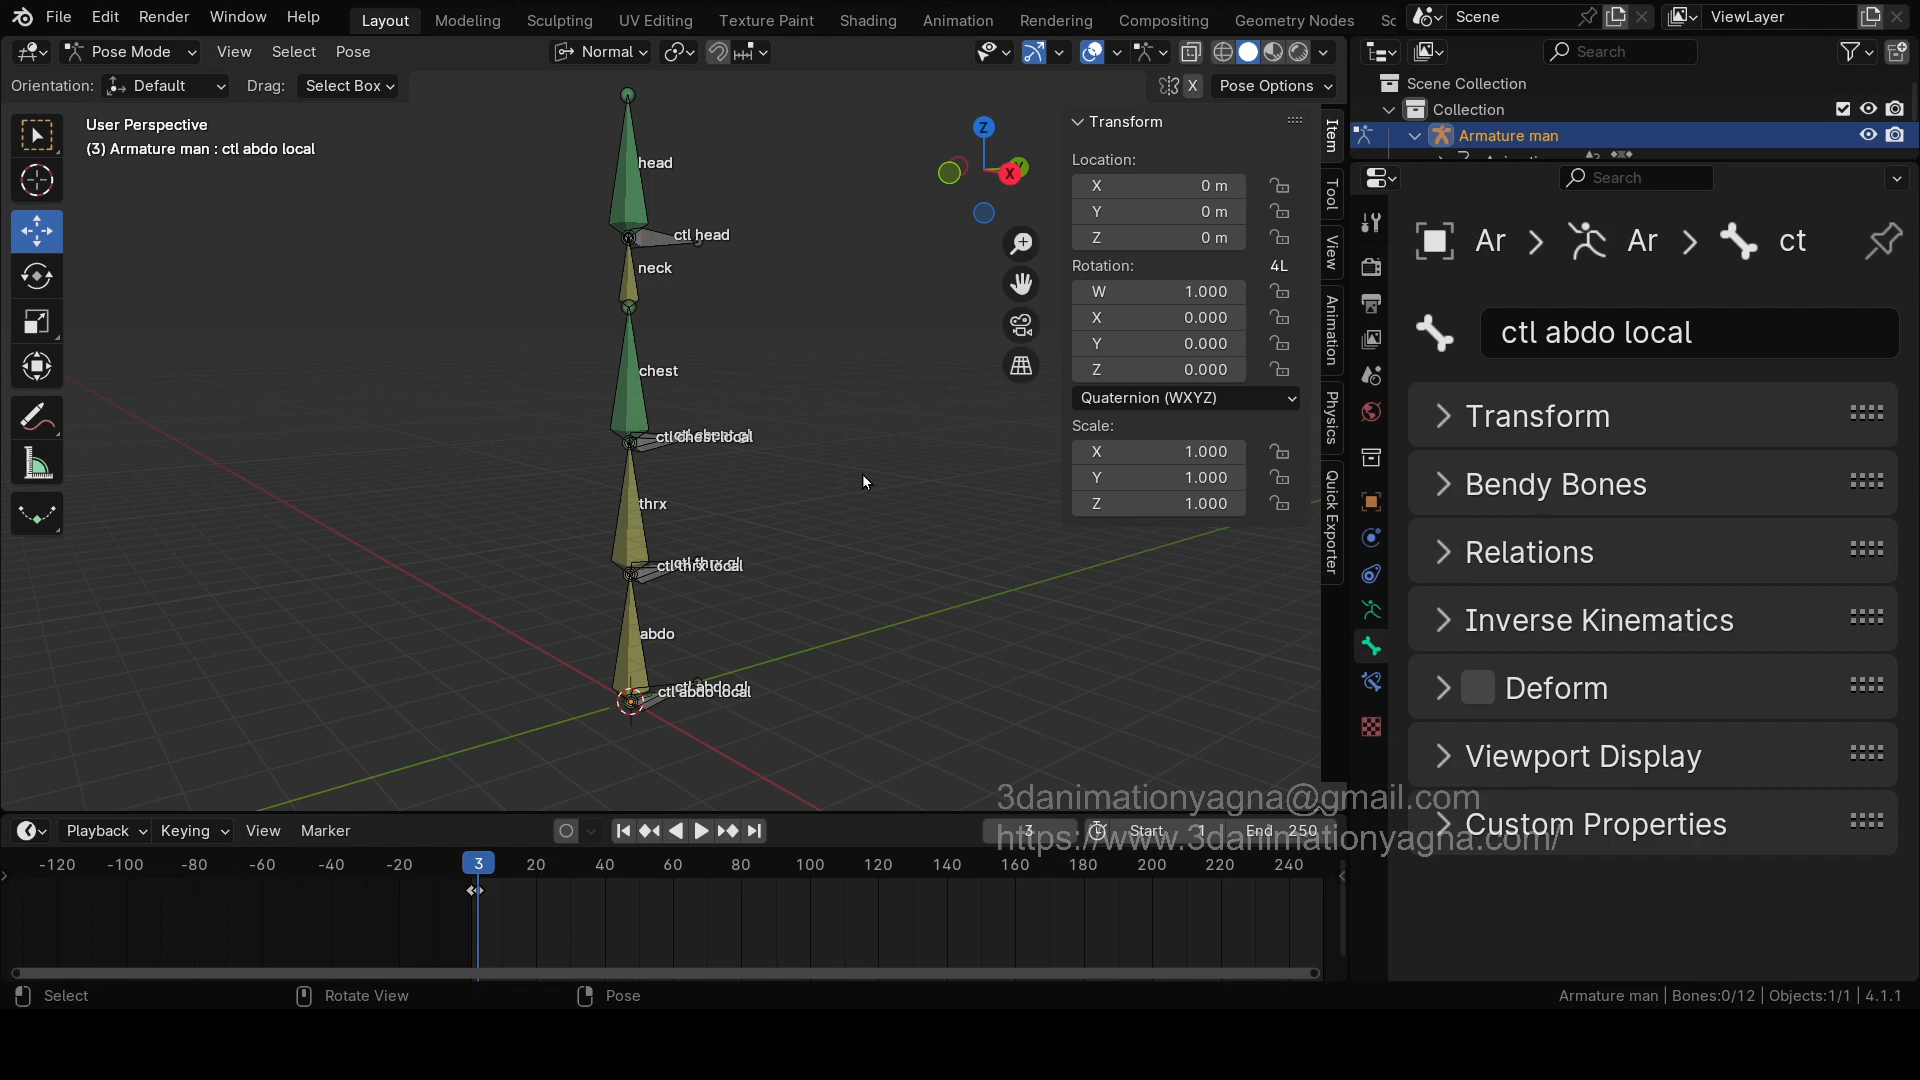 File Edit Render Window Help Layout Modeling Sculpting UV Editing Texture Paint Shading Animation Rendering Compositing Geometry Nodes Sc Scene ViewLayer
Pose Mode View Select Pose Normal Search
Orientation: Default Drag: Select Box X Pose Options
Scene Collection
Collection
Armature man
User Perspective
(3) Armature man : ctl abdo local
head
ctl head
neck
chest
ctl chest local
thrx
ctl thrx gl
ctl thrx local
abdo
ctl abdo gl
ctl abdo local
Z
X
Transform
Location:
X 0 m
Y 0 m
Z 0 m
Rotation: 4L
W 1.000
X 0.000
Y 0.000
Z 0.000
Quaternion (WXYZ)
Scale:
X 1.000
Y 1.000
Z 1.000
Item
Tool
View
Animation
Physics
Quick Exporter
Search
Ar Ar ct
ctl abdo local
Transform
Bendy Bones
Relations
Inverse Kinematics
Deform
Viewport Display
Custom Properties
3danimationyagna@gmail.com
https://www.3danimationyagna.com/
Playback Keying View Marker 3 Start 1 End 250
-120 -100 -80 -60 -40 -20 3 20 40 60 80 100 120 140 160 180 200 220 240
Select Rotate View Pose Armature man | Bones:0/12 | Objects:1/1 | 4.1.1